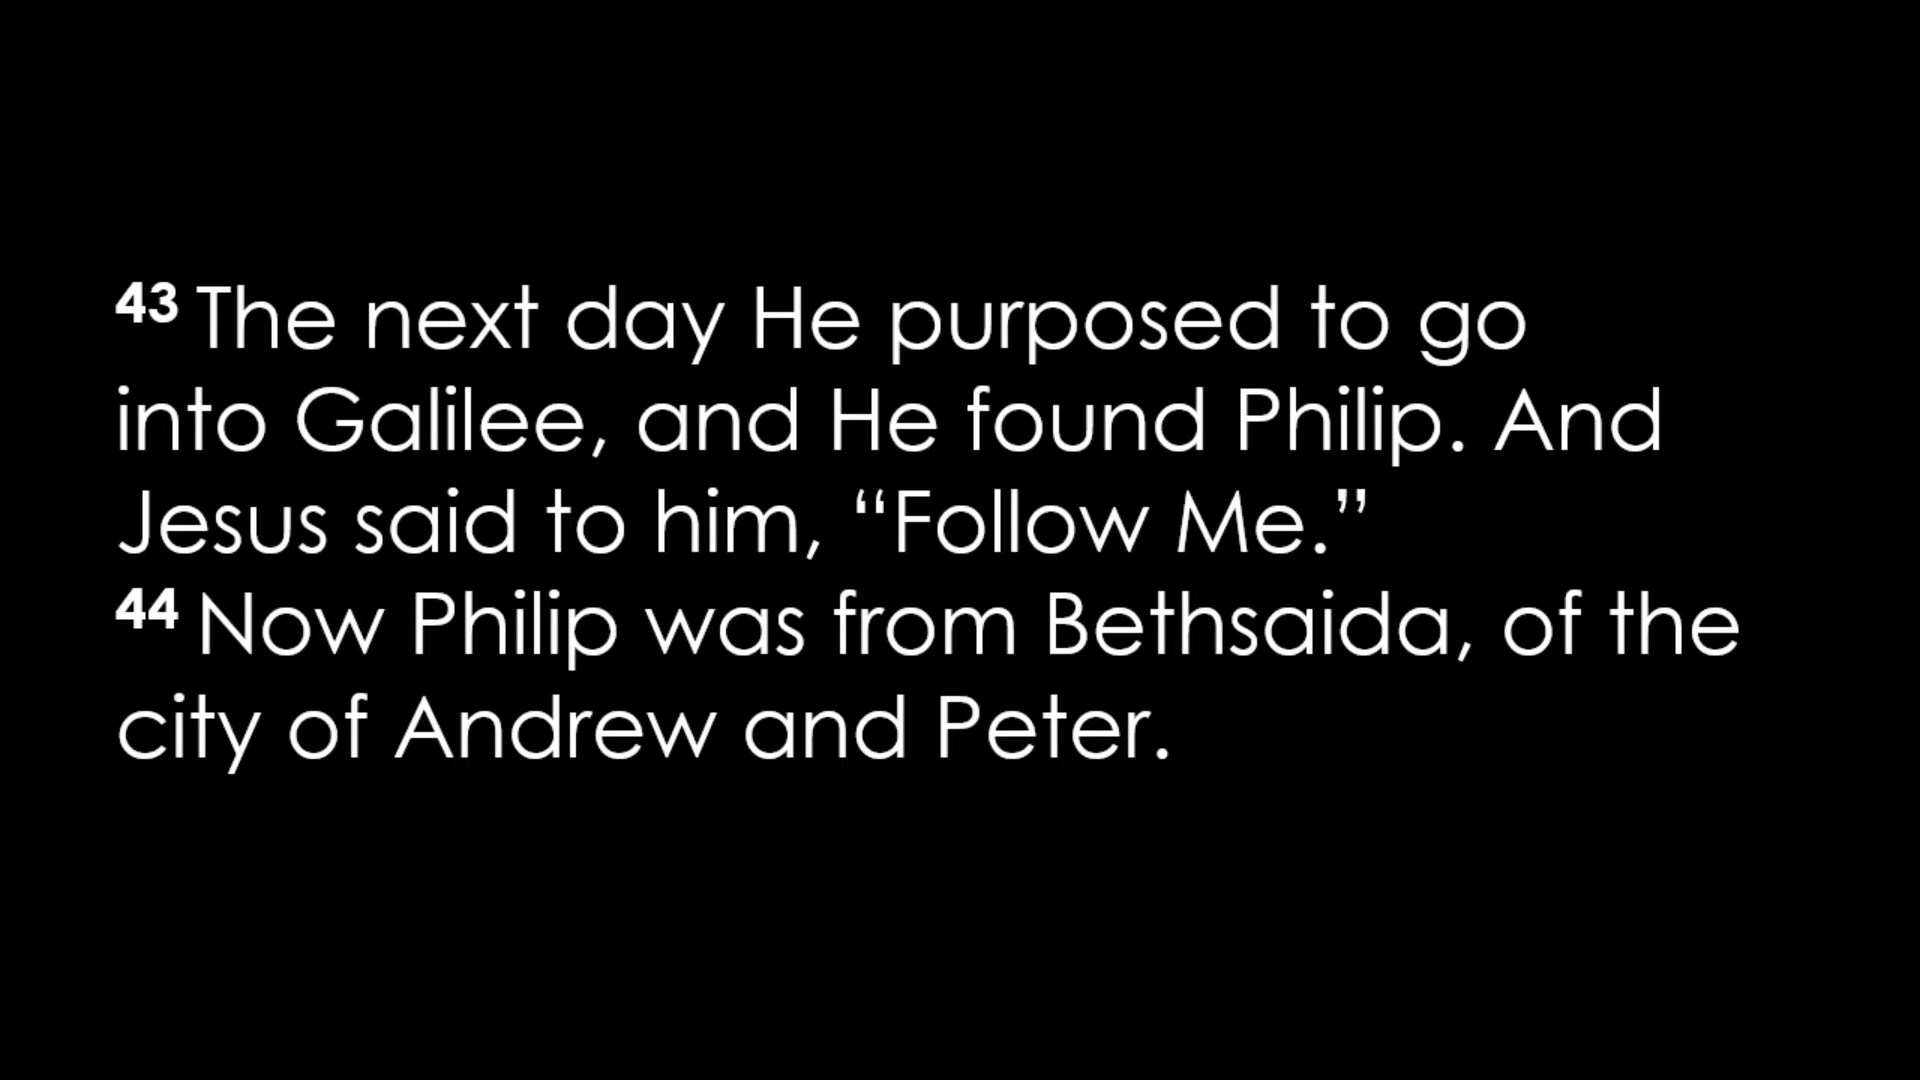 43 The next day He purposed to go
into Galilee, and He found Philip. And
Jesus said to him, “Follow Me.”
44 Now Philip was from Bethsaida, of the
city of Andrew and Peter.